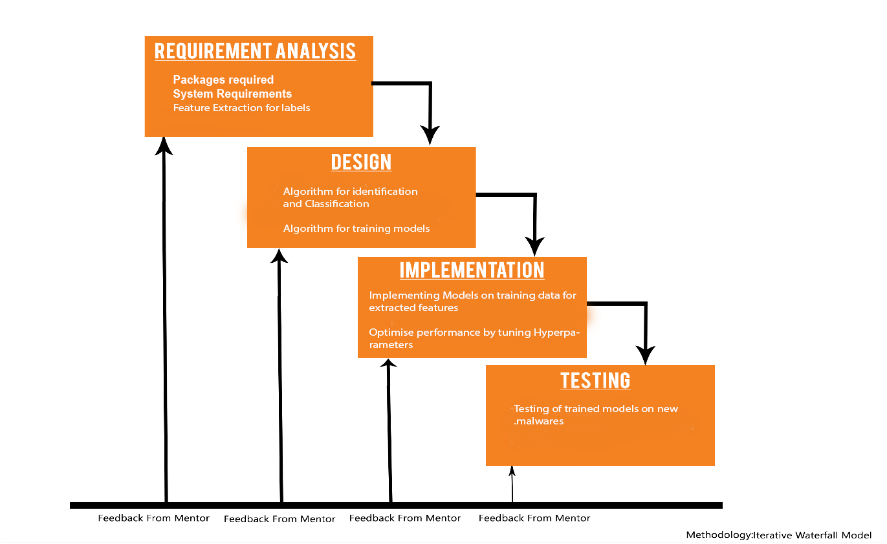 REQUIREMENT ANALYSIS
Packages required
System Requirements
Feature Extraction for labels
DESIGN
Algorithm for identification
and Classification
Algorithm for training models
IMPLEMENTATION
Implementing Models on training data for
extracted features
Optimise performance by tuning Hyperpa-
rameters
TESTING
Testing of trained models on new
.malwares
Feedback From Mentor
Feedback From Mentor
Feedback From Mentor
Feedback From Mentor
Methodology:Iterative Waterfall Model